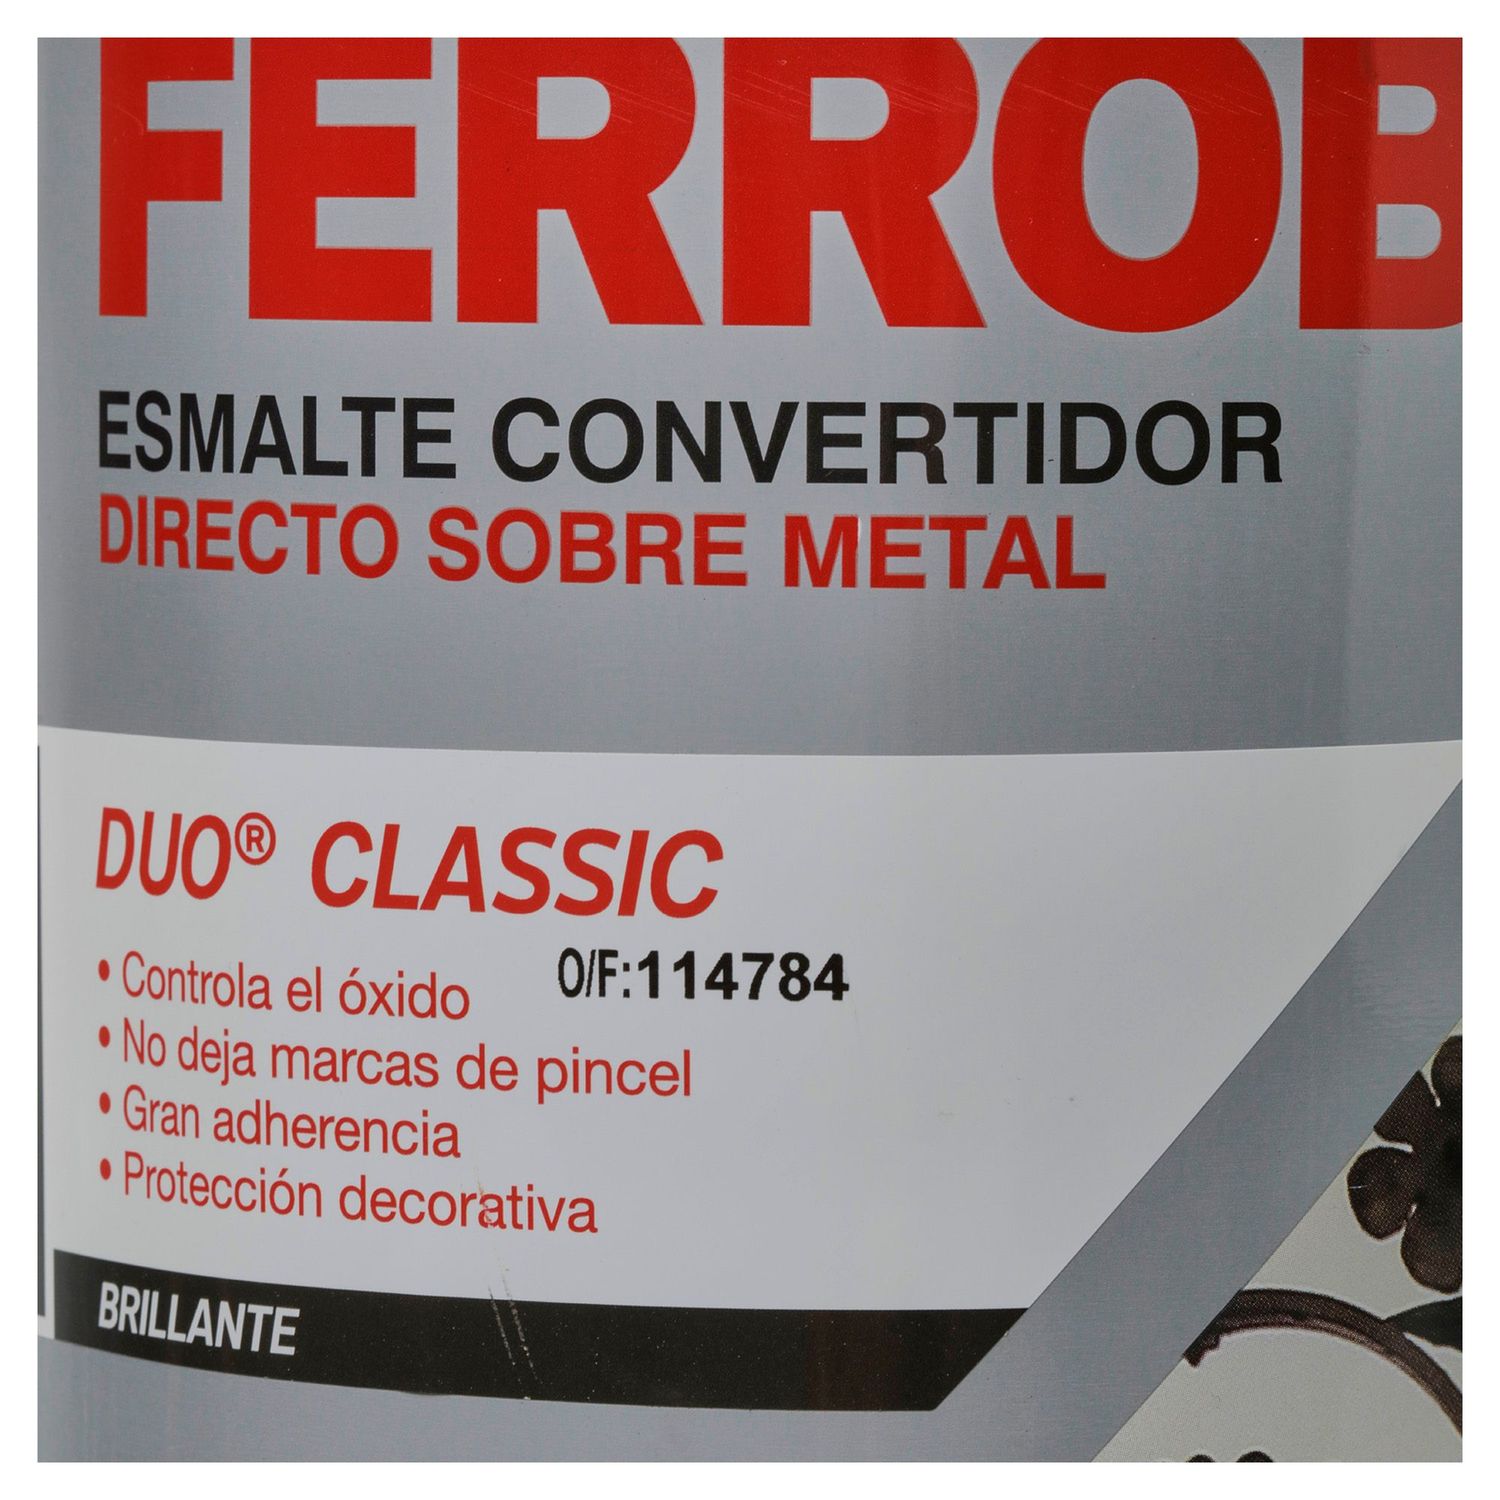 FERROB
ESMALTE CONVERTIDOR
DIRECTO SOBRE METAL
DUO® CLASSIC
• Controla el óxido
O/F:114784
• No deja marcas de pincel
• Gran adherencia
• Protección decorativa
BRILLANTE